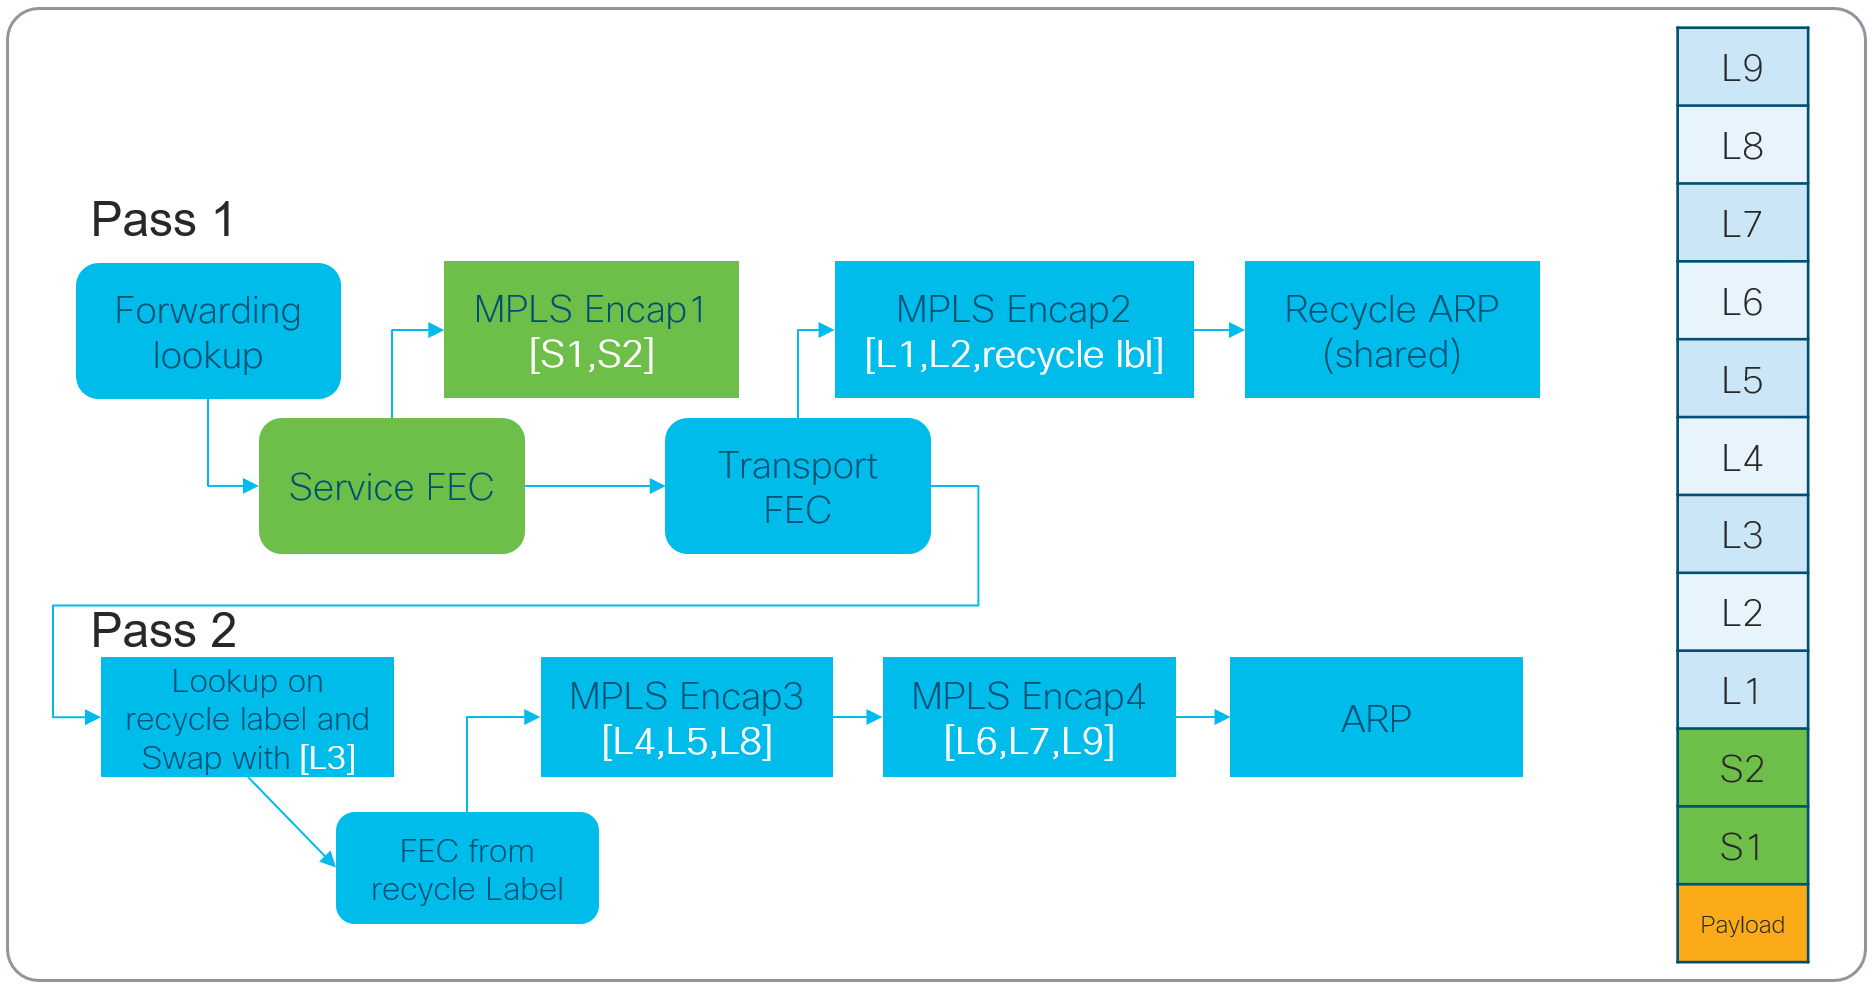 Pass 1
Forwarding
lookup
MPLS Encap1
[S1,S2]
MPLS Encap2
[L1,L2,recycle lbl]
Recycle ARP
(shared)
Service FEC
Transport
FEC
Pass 2
Lookup on
recycle label and
Swap with [L3]
MPLS Encap3
[L4,L5,L8]
MPLS Encap4
[L6,L7,L9]
ARP
FEC from
recycle Label
L9
L8
L7
L6
L5
L4
L3
L2
L1
S2
S1
Payload